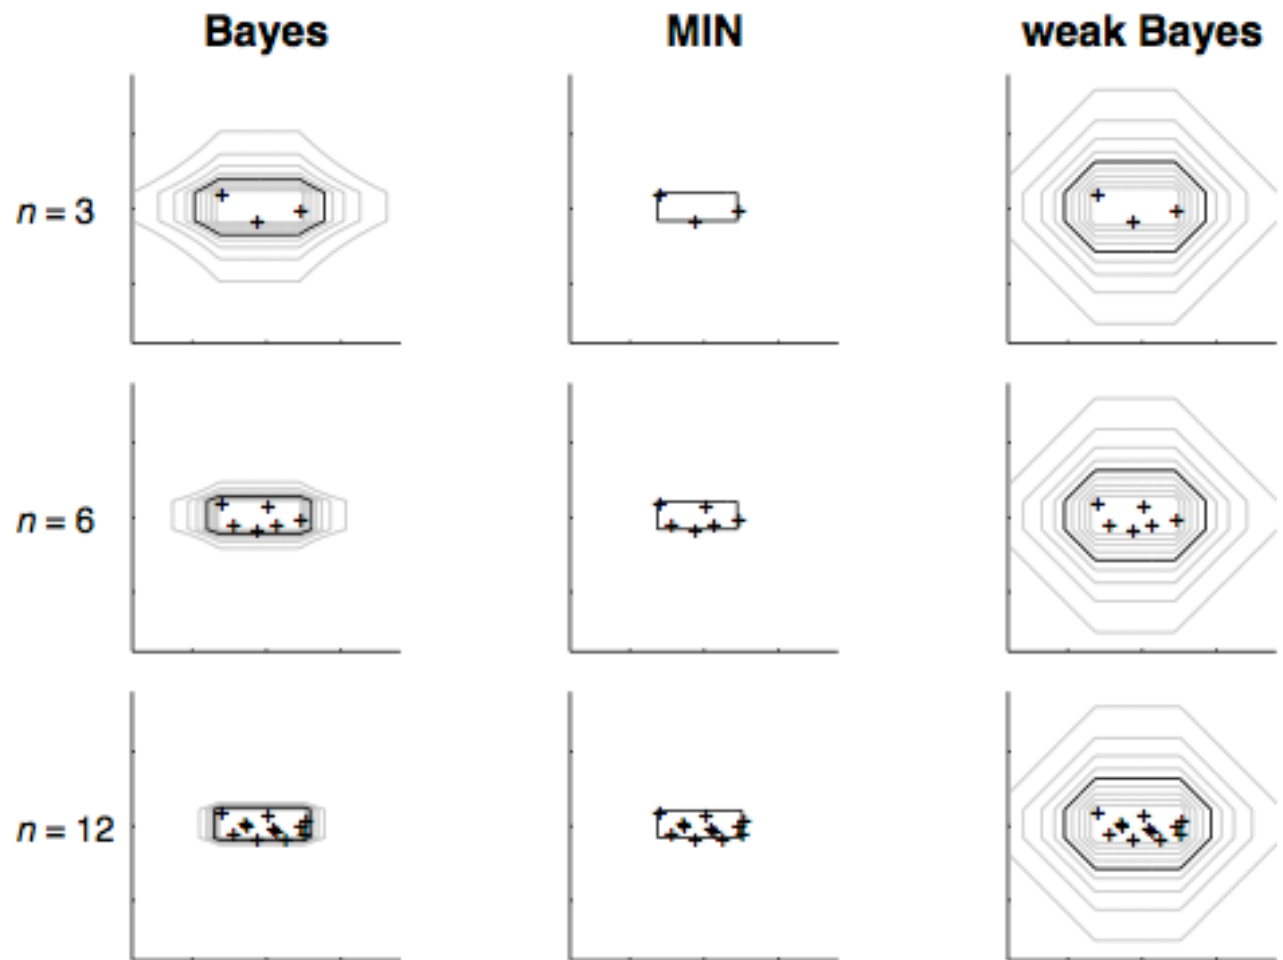 Bayes MIN weak Bayes
n = 3
n = 6
n = 12